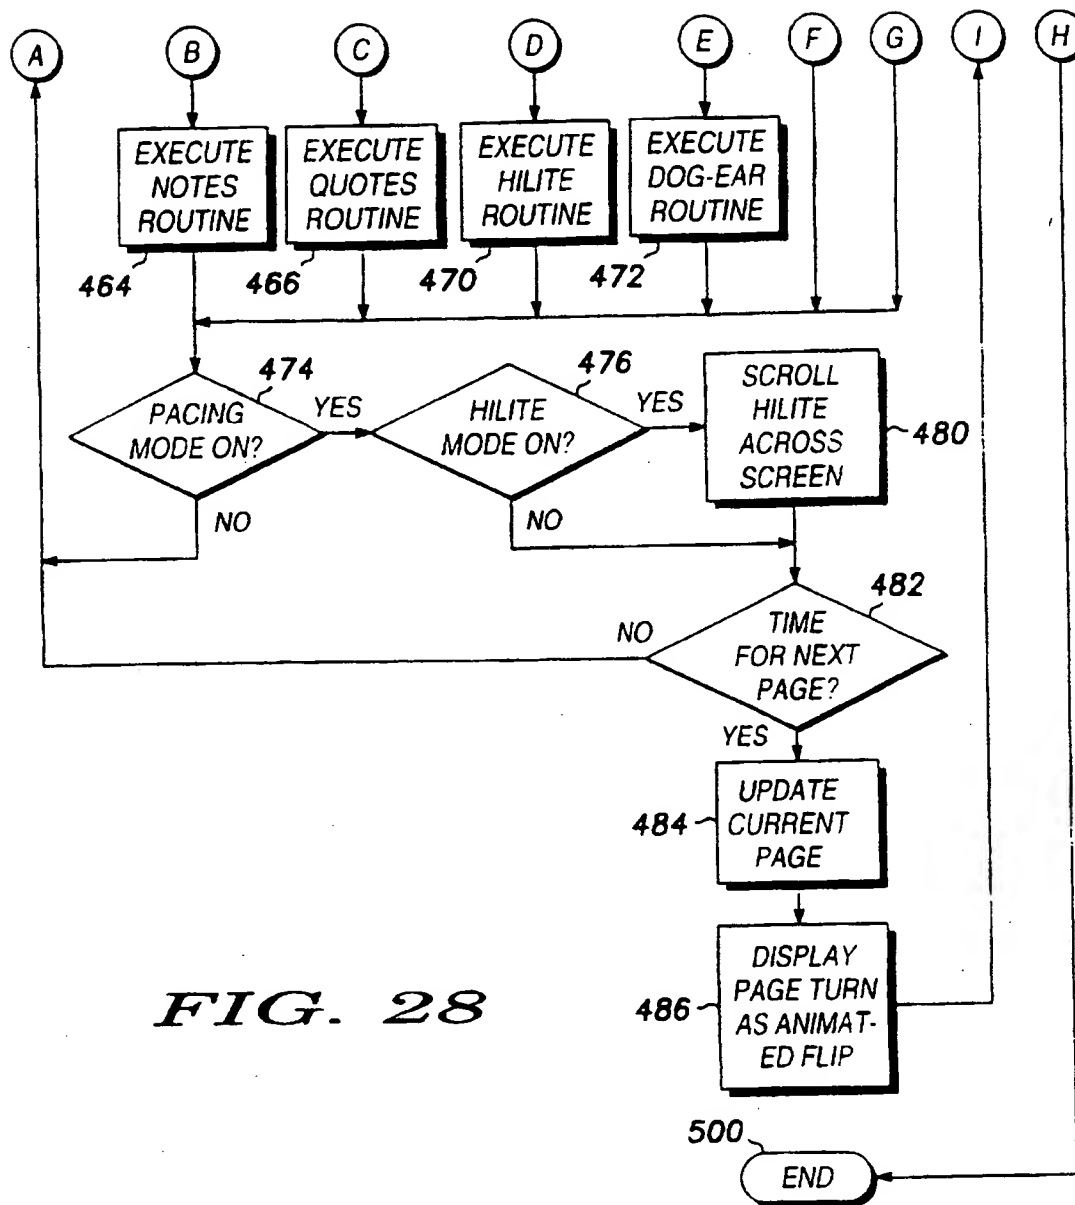 A
B
C
D
E
F
G
I
H
EXECUTE
NOTES
ROUTINE
464
EXECUTE
QUOTES
ROUTINE
466
EXECUTE
HILITE
ROUTINE
470
EXECUTE
DOG-EAR
ROUTINE
472
PACING
MODE ON?
474
YES
NO
HILITE
MODE ON?
476
YES
NO
SCROLL
HILITE
ACROSS
SCREEN
480
TIME
FOR NEXT
PAGE?
482
NO
YES
UPDATE
CURRENT
PAGE
484
DISPLAY
PAGE TURN
AS ANIMAT-
ED FLIP
486
FIG. 28
500
END